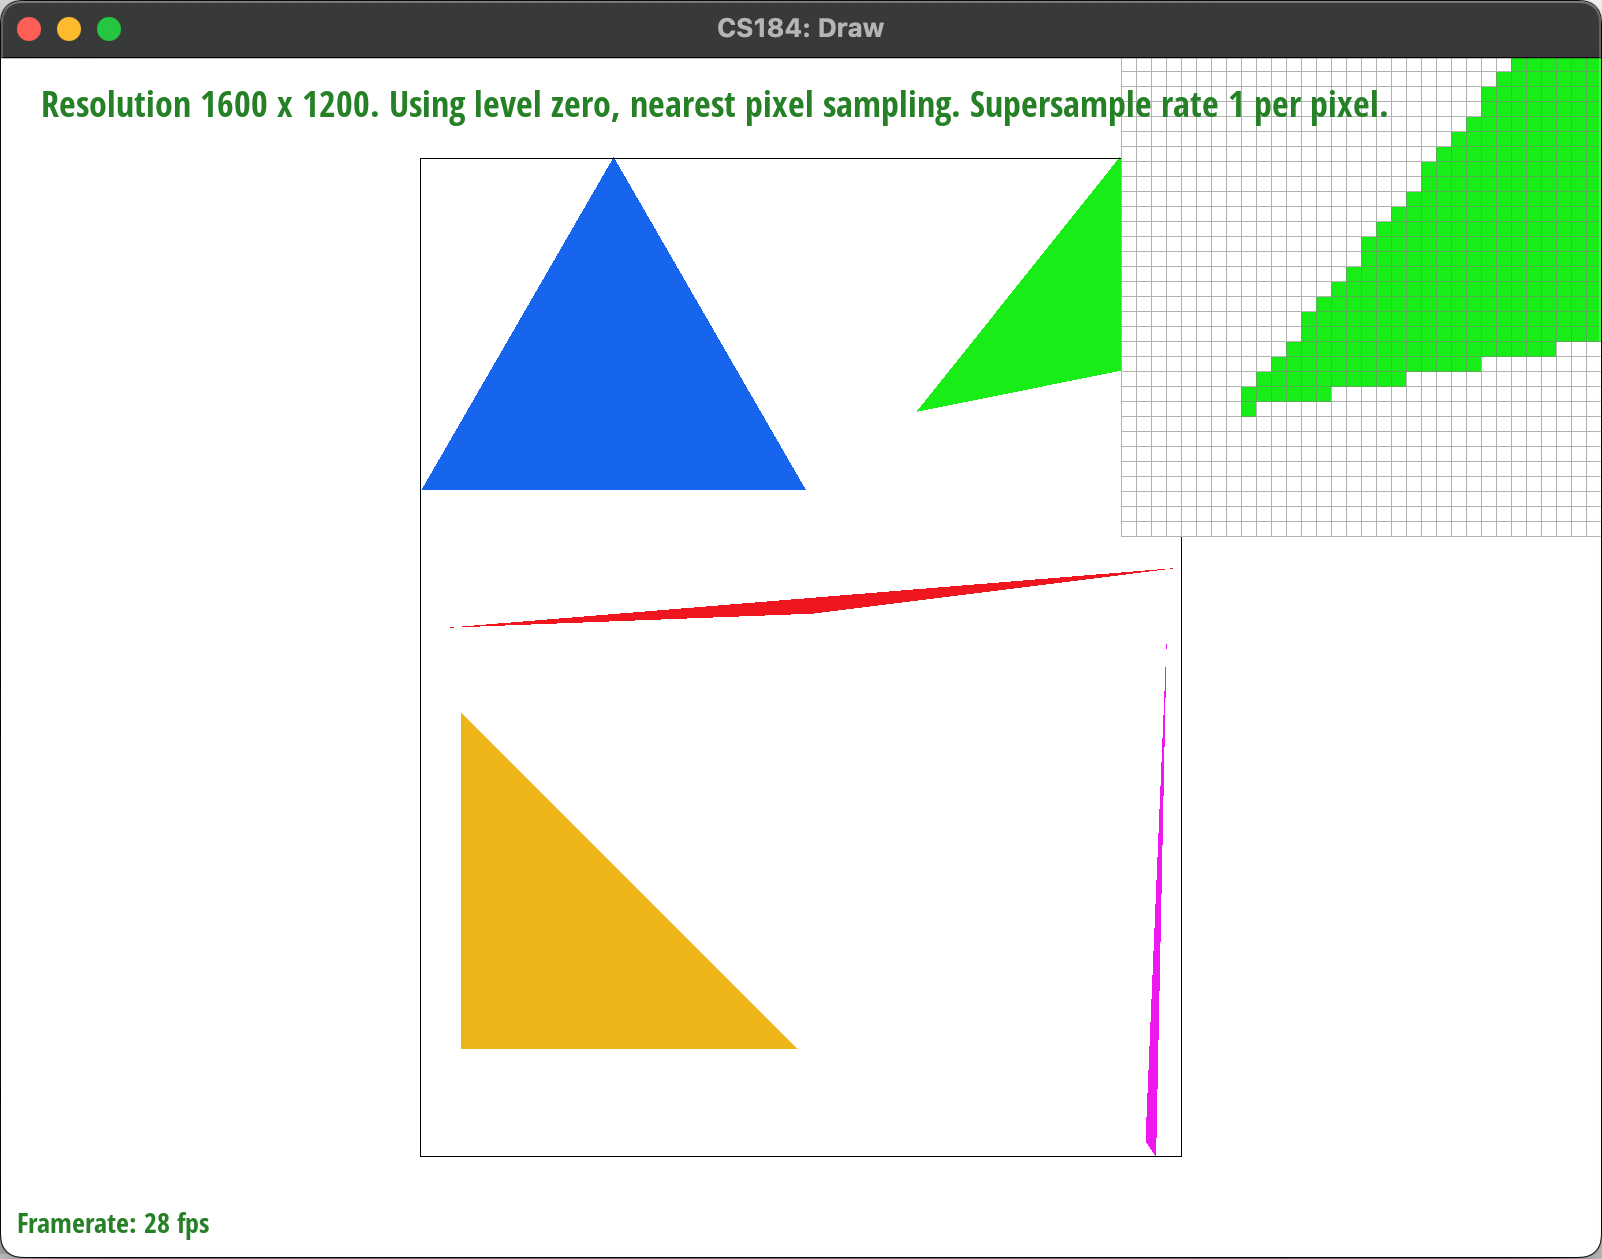 CS184: Draw
Resolution 1600 x 1200. Using level zero, nearest pixel sampling. Supersample rate 1 per pixel.
Framerate: 28 fps